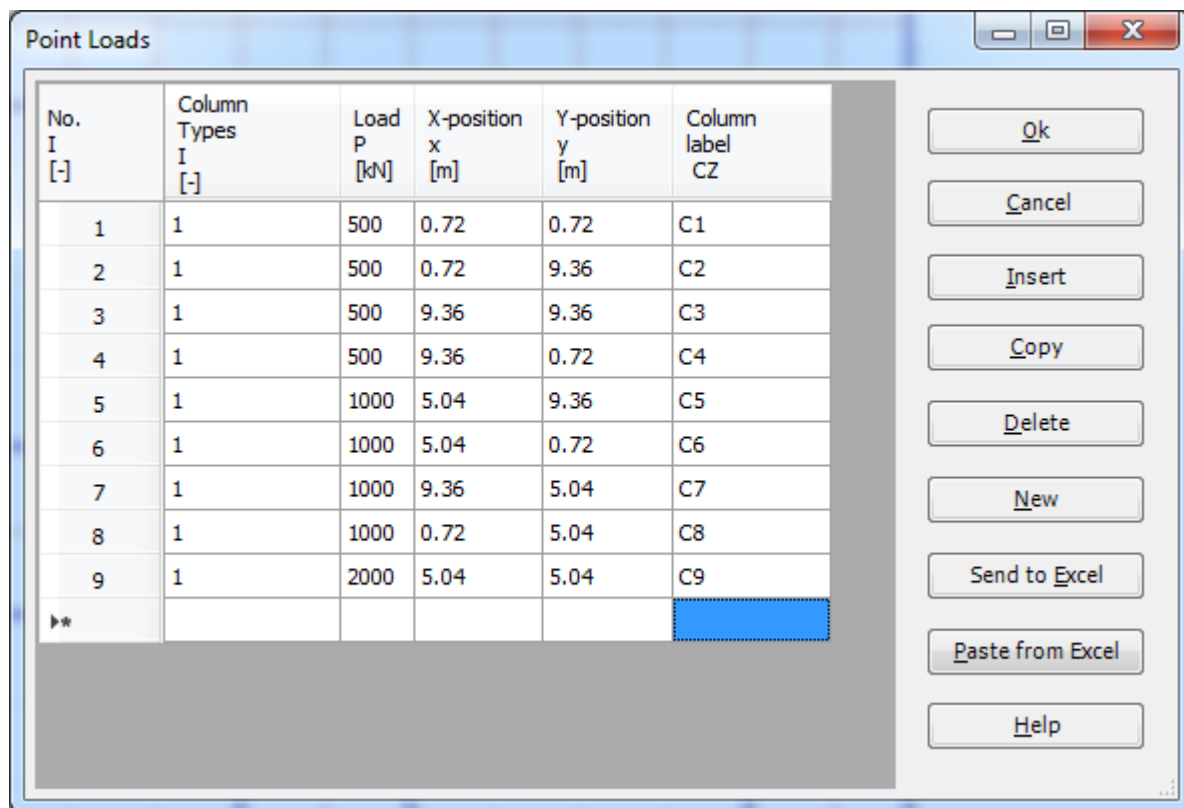 Point Loads
No. I [-] Column Types I [-] Load P [kN] X-position x [m] Y-position y [m] Column label CZ
1 1 500 0.72 0.72 C1
2 1 500 0.72 9.36 C2
3 1 500 9.36 9.36 C3
4 1 500 9.36 0.72 C4
5 1 1000 5.04 9.36 C5
6 1 1000 5.04 0.72 C6
7 1 1000 9.36 5.04 C7
8 1 1000 0.72 5.04 C8
9 1 2000 5.04 5.04 C9
Ok
Cancel
Insert
Copy
Delete
New
Send to Excel
Paste from Excel
Help